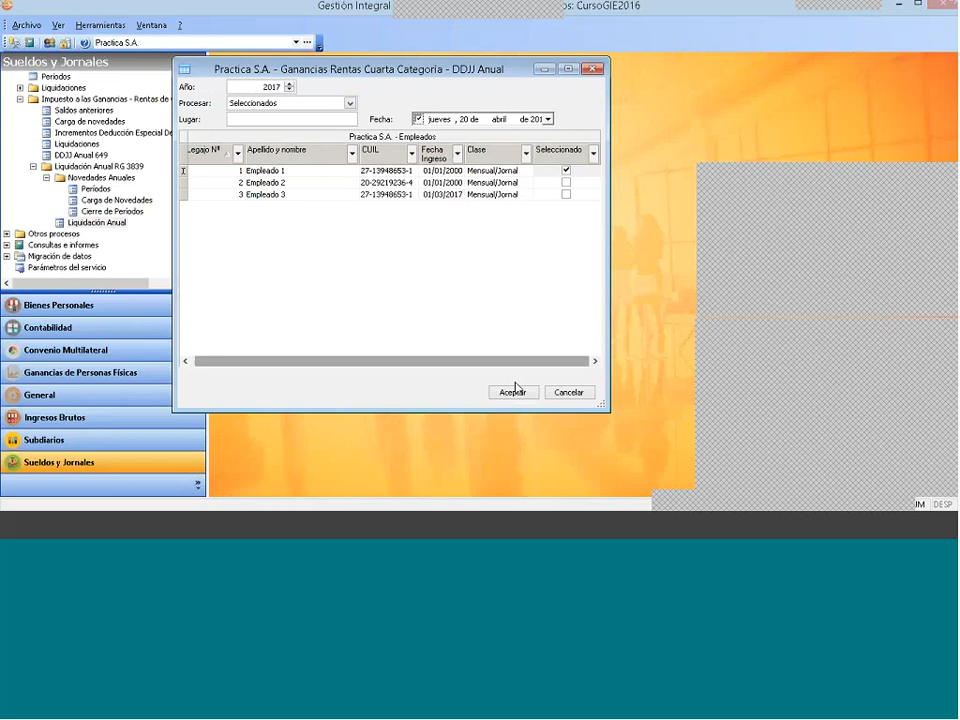 Gestión Integral
os: CursoGIE2016
Archivo Ver Herramientas Ventana ?
Practica S.A.
Sueldos y Jornales
Períodos
Liquidaciones
Impuesto a las Ganancias - Rentas de
Saldos anteriores
Carga de novedades
Incrementos Deducción Especial De
Liquidaciones
DDJJ Anual 649
Liquidación Anual RG 3839
Novedades Anuales
Períodos
Carga de Novedades
Cierre de Períodos
Liquidación Anual
Otros procesos
Consultas e informes
Migración de datos
Parámetros del servicio
Bienes Personales
Contabilidad
Convenio Multilateral
Ganancias de Personas Físicas
General
Ingresos Brutos
Subdiarios
Sueldos y Jornales
Practica S.A. - Ganancias Rentas Cuarta Categoría - DDJJ Anual
Año: 2017
Procesar: Seleccionados
Lugar: Fecha: jueves , 20 de abril de 201
Practica S.A. - Empleados
Legajo Nº Apellido y nombre CUIL Fecha Ingreso Clase Seleccionado
1 Empleado 1 27-13948653-1 01/01/2000 Mensual/Jornal
2 Empleado 2 20-29219236-4 01/01/2000 Mensual/Jornal
3 Empleado 3 27-13948653-1 01/03/2017 Mensual/Jornal
Aceptar Cancelar
IM DESP